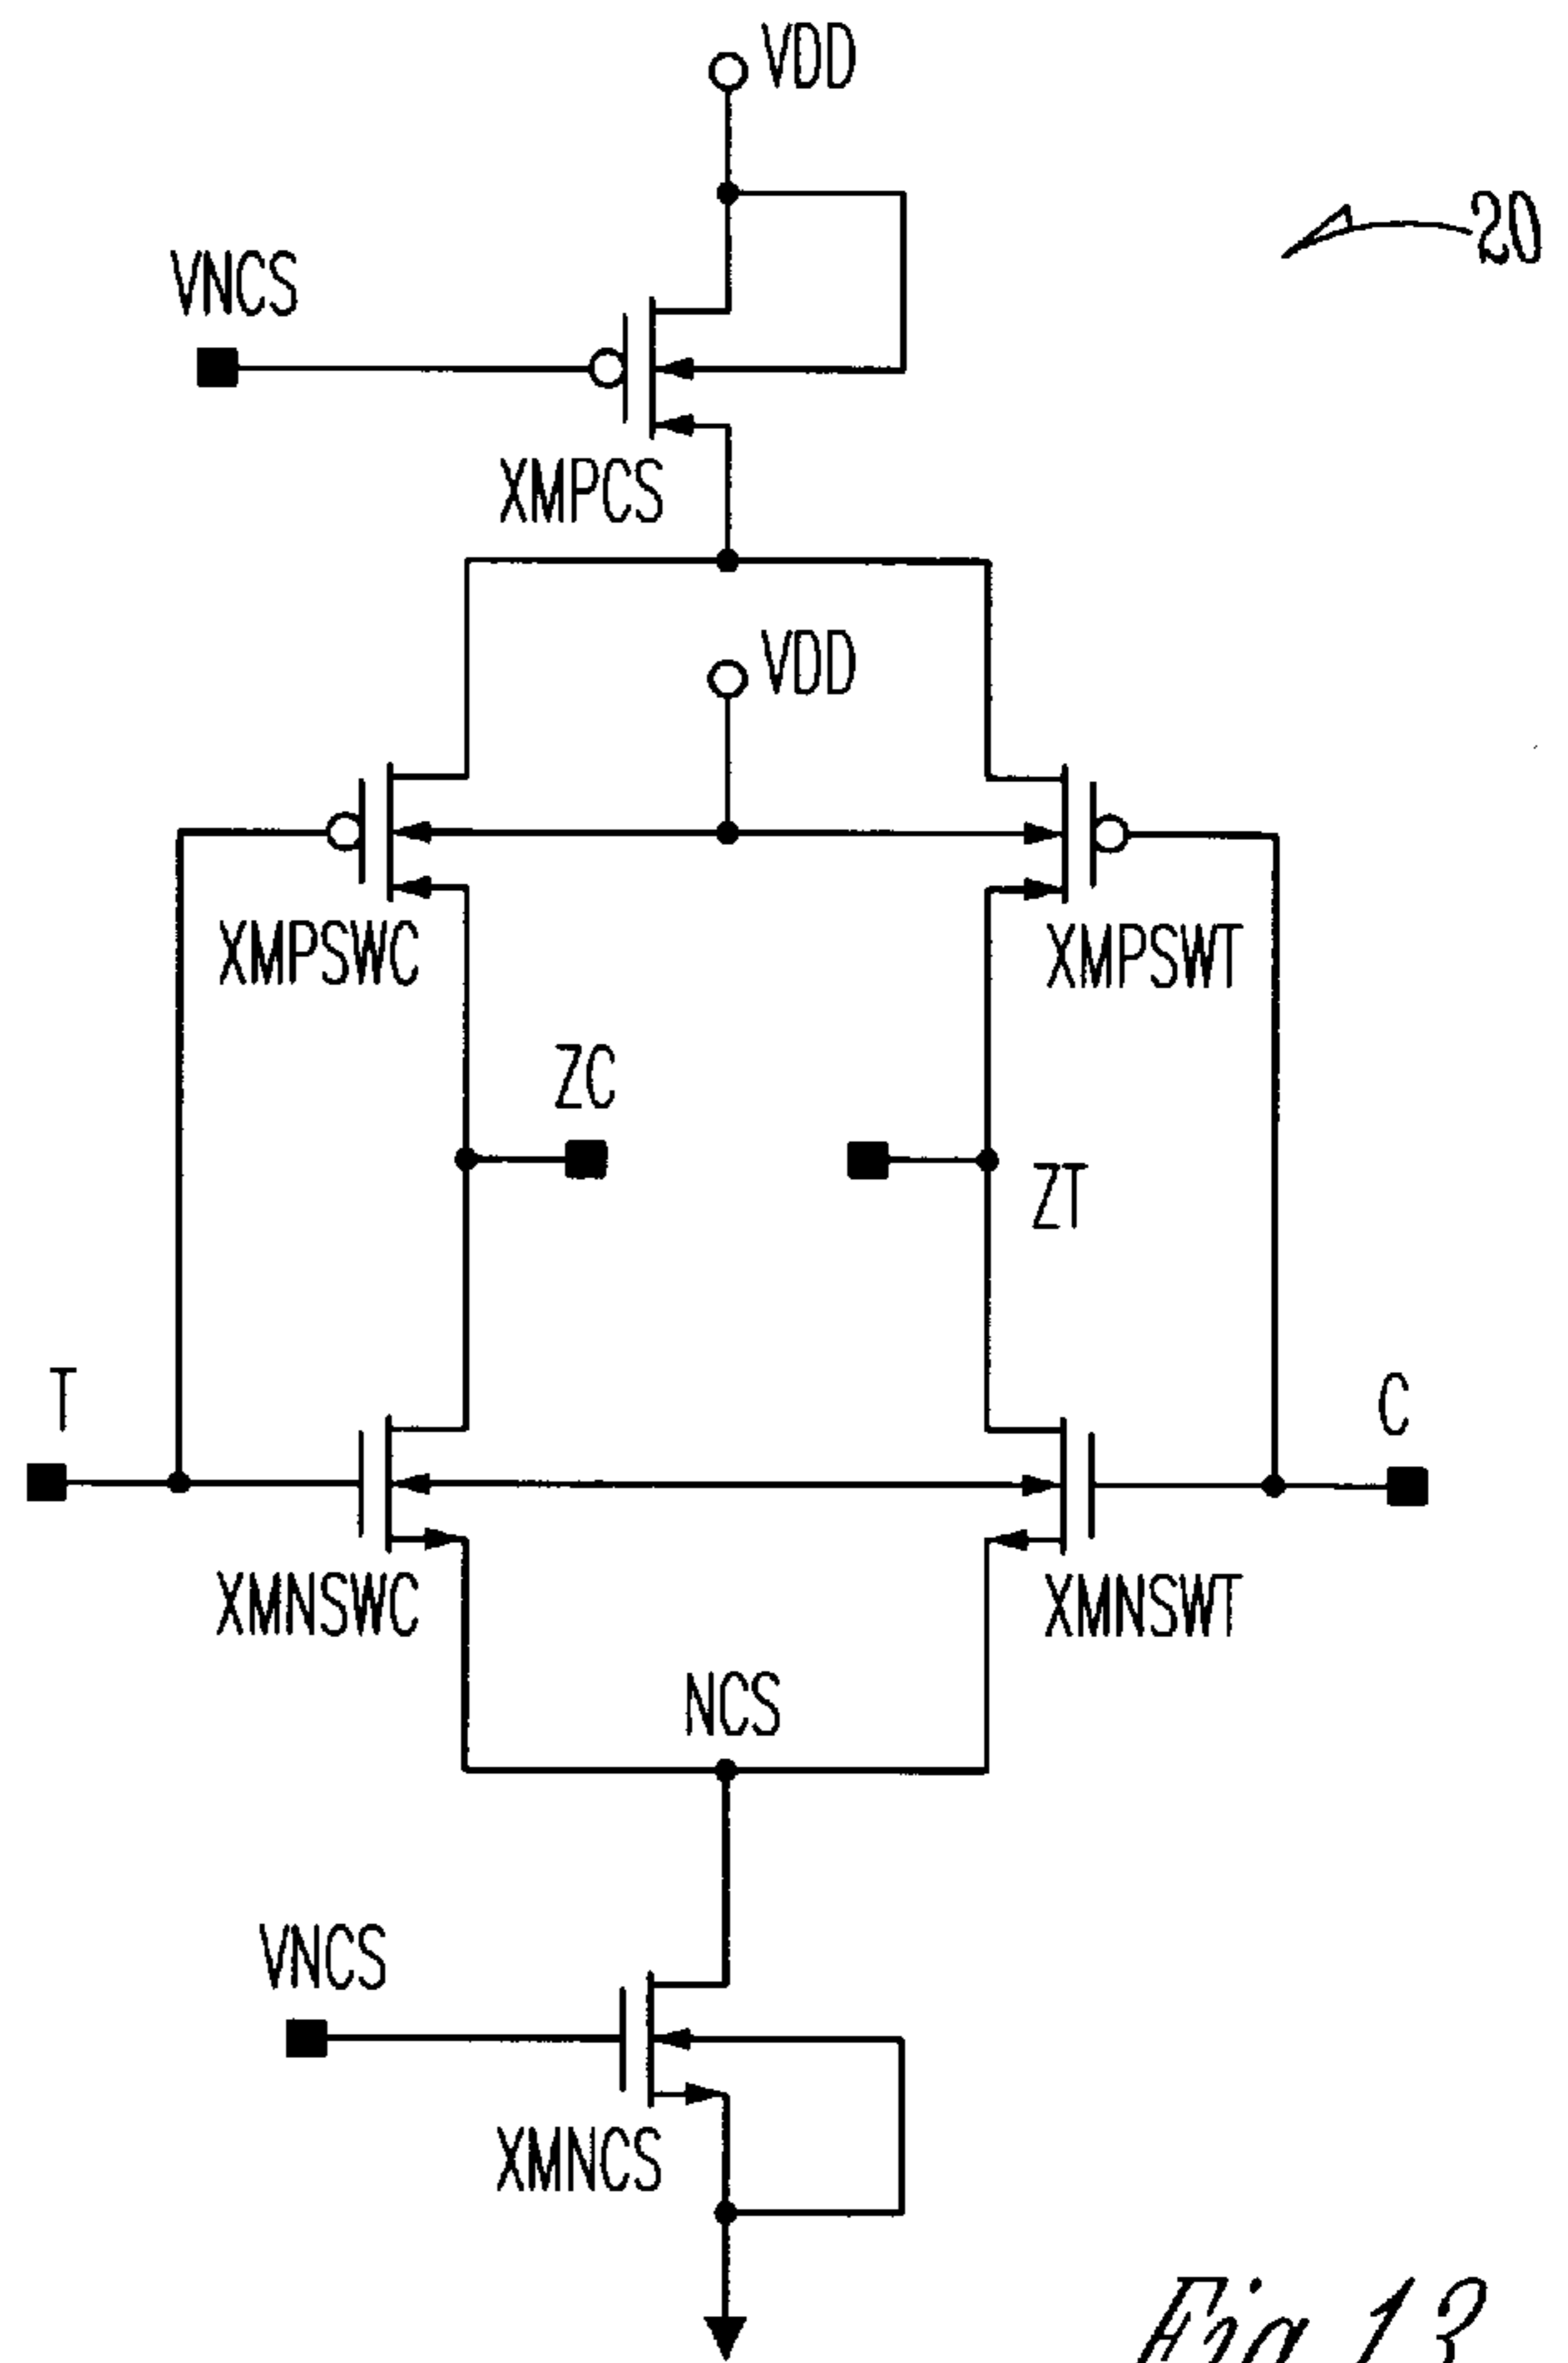 VDD
20
VNCS
XMPCS
VDD
XMPSWC
XMPSWT
ZC
ZT
T
C
XMNSWC
XMNSWT
NCS
VNCS
XMNCS
Fig. 13